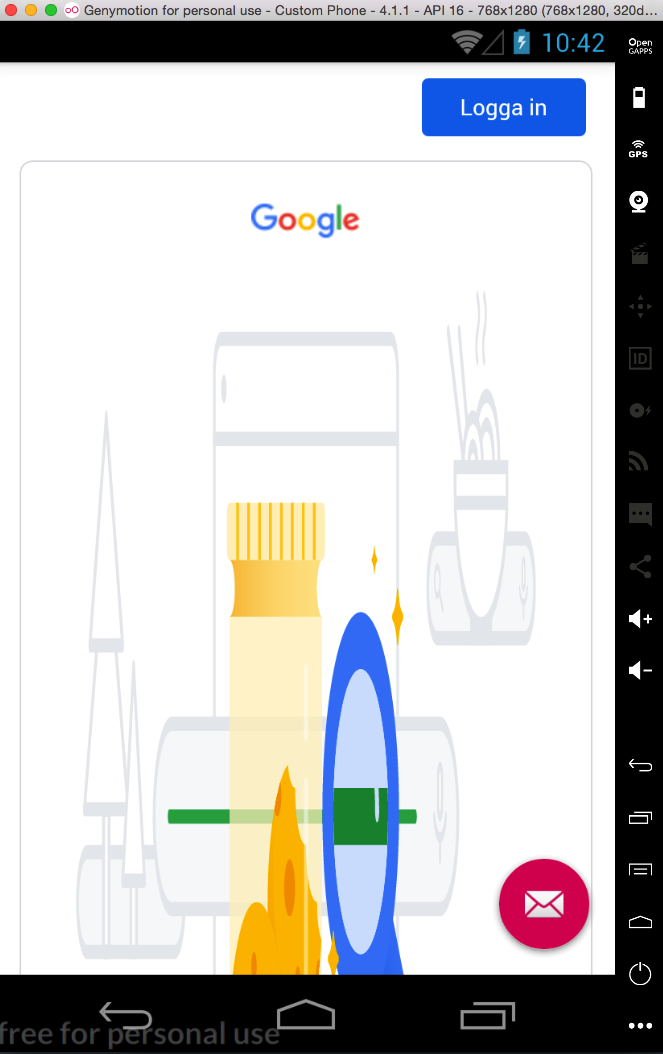 Genymotion for personal use - Custom Phone - 4.1.1 - API 16 - 768x1280 (768x1280, 320d...
10:42
Open
GAPPS
Logga in
GPS
Google
ID
free for personal use